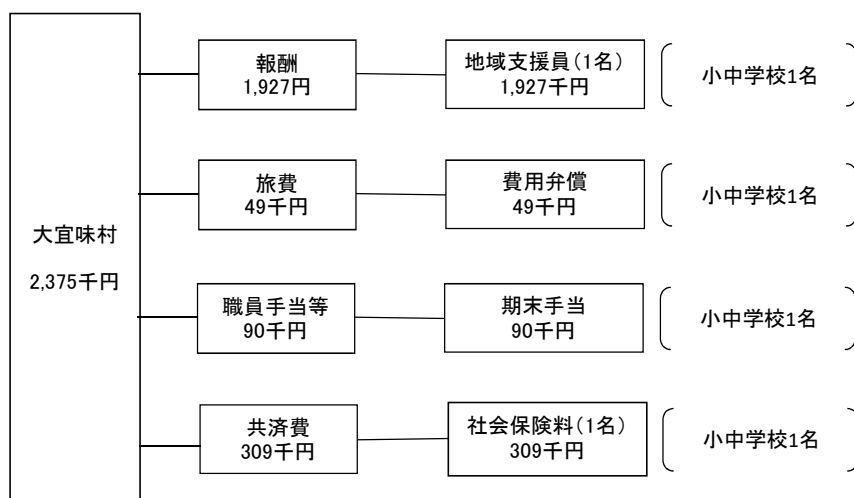 大宜味村
2,375千円
報酬
1,927円
地域支援員(1名)
1,927千円
小中学校1名
旅費
49千円
費用弁償
49千円
小中学校1名
職員手当等
90千円
期末手当
90千円
小中学校1名
共済費
309千円
社会保険料(1名)
309千円
小中学校1名